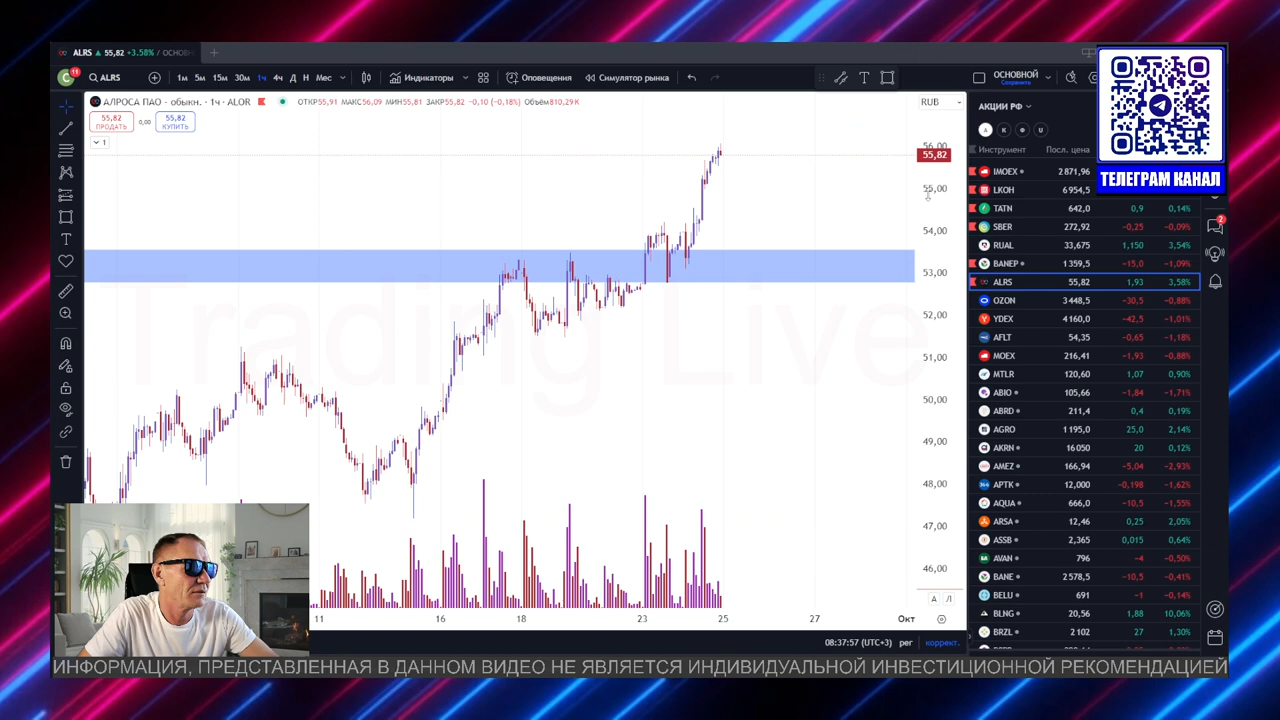 ALRS ▲ 55,82 +3.58% / ОСНОВН
С 11 ALRS 1м 5м 15м 30м 1ч 4ч Д Н Мес Индикаторы Оповещения Симулятор рынка ОСНОВНОЙ
Сохранить
АЛРОСА ПАО - обыкн. · 1ч · ALOR ОТКР55,91 МАКС56,09 МИН55,81 ЗАКР55,82 −0,10 (−0,18%) Объём810,29K RUB
55,82 ПРОДАТЬ 0,00 55,82 КУПИТЬ
1
Trading Live
56,00
55,82
55,00
54,00
53,00
52,00
51,00
50,00
49,00
48,00
47,00
46,00
А Л
11 16 18 23 25 27 Окт
08:37:57 (UTC+3) рег коррект.
АКЦИИ РФ
А К Ф U
Инструмент Посл. цена
IMOEX 2 871,96
LKOH 6 954,5
TATN 642,0 0,9 0,14%
SBER 272,92 −0,25 −0,09%
RUAL 33,675 1,150 3,54%
BANEP 1 359,5 −15,0 −1,09%
ALRS 55,82 1,93 3,58%
OZON 3 448,5 −30,5 −0,88%
YDEX 4 160,0 −42,5 −1,01%
AFLT 54,35 −0,65 −1,18%
MOEX 216,41 −1,93 −0,88%
MTLR 120,60 1,07 0,90%
ABIO 105,66 −1,84 −1,71%
ABRD 211,4 0,4 0,19%
AGRO 1 195,0 25,0 2,14%
AKRN 16 050 20 0,12%
AMEZ 166,94 −5,04 −2,93%
APTK 12,000 −0,198 −1,62%
AQUA 666,0 −10,5 −1,55%
ARSA 12,46 0,25 2,05%
ASSB 2,365 0,015 0,64%
AVAN 796 −4 −0,50%
BANE 2 578,5 −10,5 −0,41%
BELU 691 −1 −0,14%
BLNG 20,56 1,88 10,06%
BRZL 2 102 27 1,30%
ТЕЛЕГРАМ КАНАЛ
2
ИНФОРМАЦИЯ, ПРЕДСТАВЛЕННАЯ В ДАННОМ ВИДЕО НЕ ЯВЛЯЕТСЯ ИНДИВИДУАЛЬНОЙ ИНВЕСТИЦИОННОЙ РЕКОМЕНДАЦИЕЙ